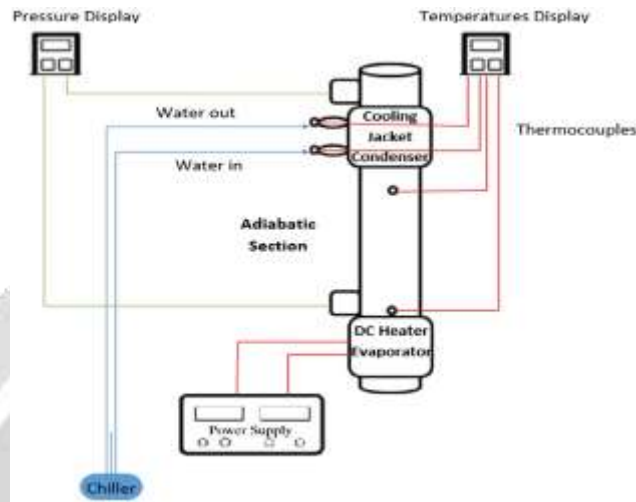 Pressure Display
Temperatures Display
Water out
Cooling
Jacket
Condenser
Thermocouples
Water in
Adiabatic
Section
DC Heater
Evaporator
Power Supply
Chiller